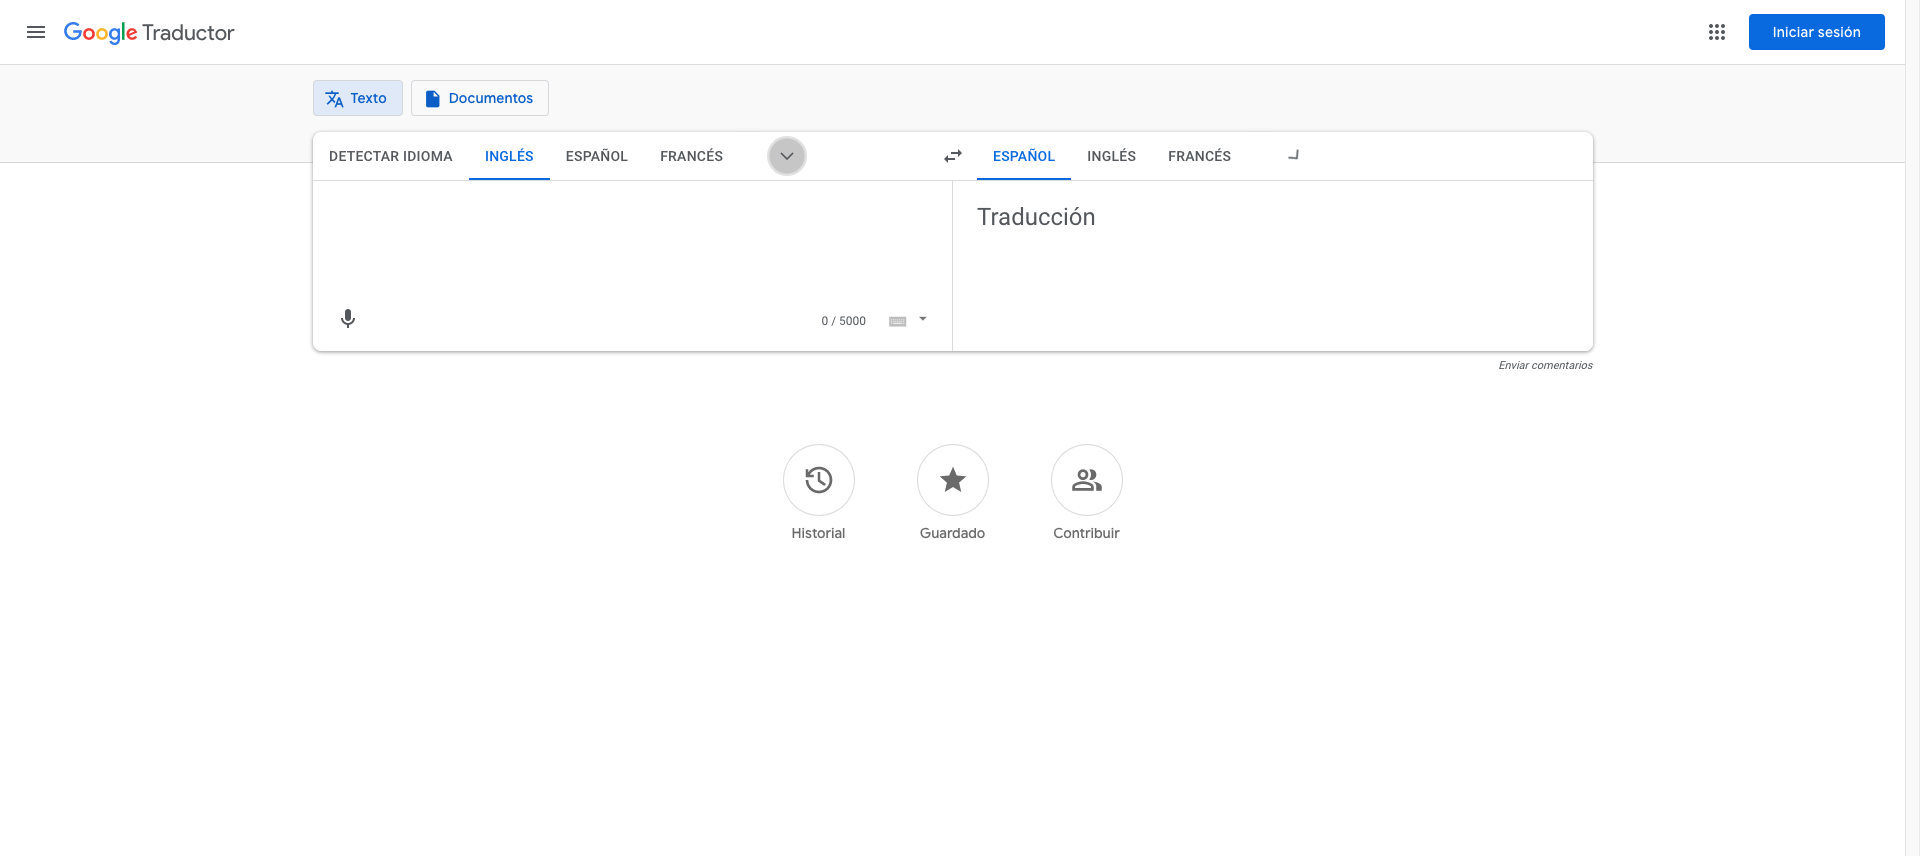 Google Traductor
Iniciar sesión
Texto
Documentos
DETECTAR IDIOMA
INGLÉS
ESPAÑOL
FRANCÉS
ESPAÑOL
INGLÉS
FRANCÉS
Traducción
0 / 5000
Enviar comentarios
Historial
Guardado
Contribuir